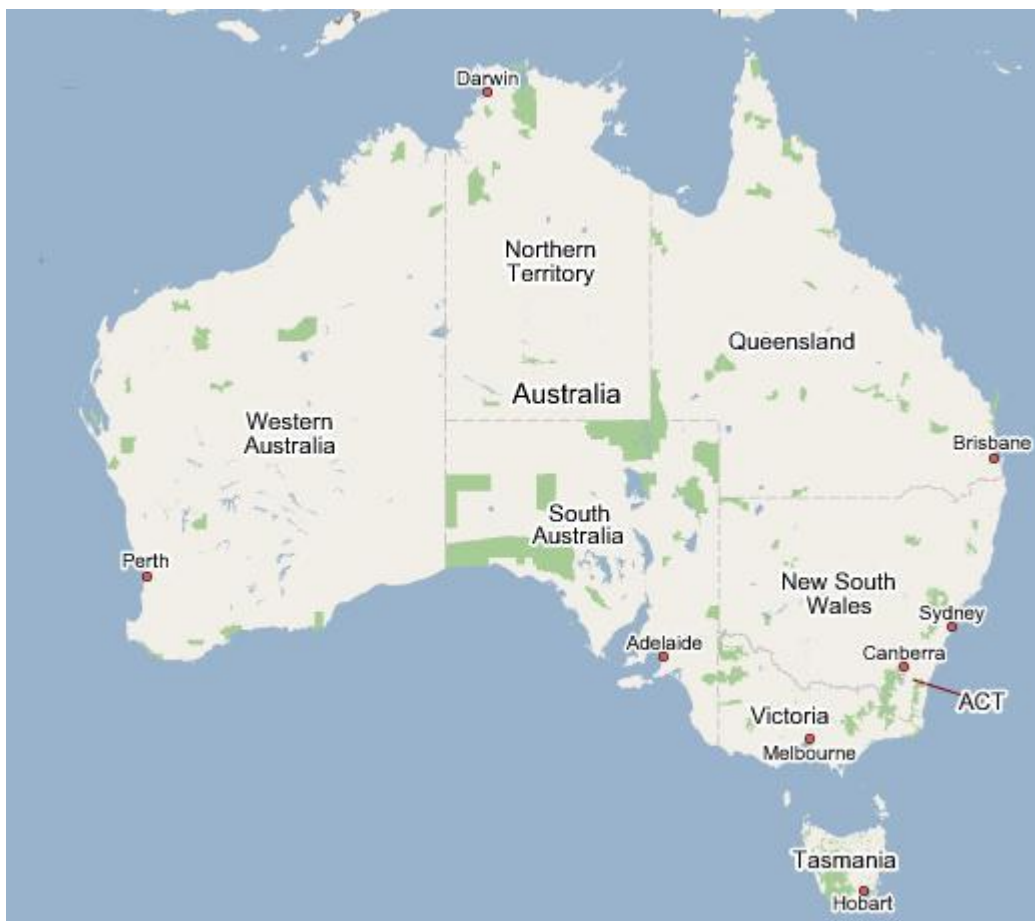 Darwin
Northern
Territory
Queensland
Australia
Western
Australia
Brisbane
South
Australia
Perth
New South
Wales
Sydney
Adelaide
Canberra
ACT
Victoria
Melbourne
Tasmania
Hobart